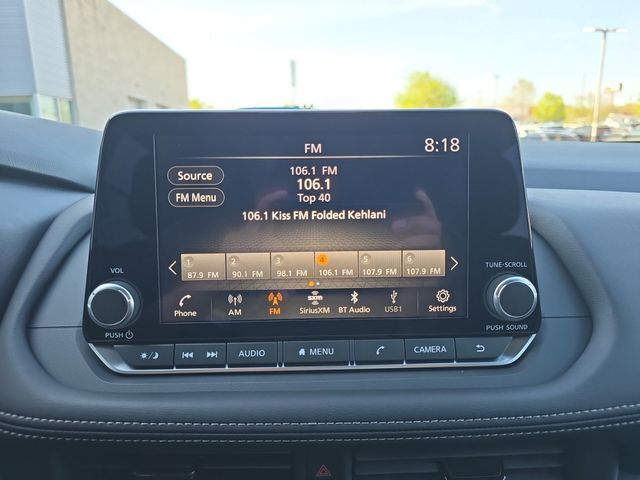 FM 8:18
Source
FM Menu
106.1 FM
106.1
Top 40
106.1 Kiss FM Folded Kehlani
1 2 3 4 5 6
87.9 FM 90.1 FM 98.1 FM 106.1 FM 107.9 FM 107.9 FM
Phone AM FM SiriusXM BT Audio USB1 Settings
VOL
PUSH
TUNE·SCROLL
PUSH SOUND
AUDIO MENU CAMERA